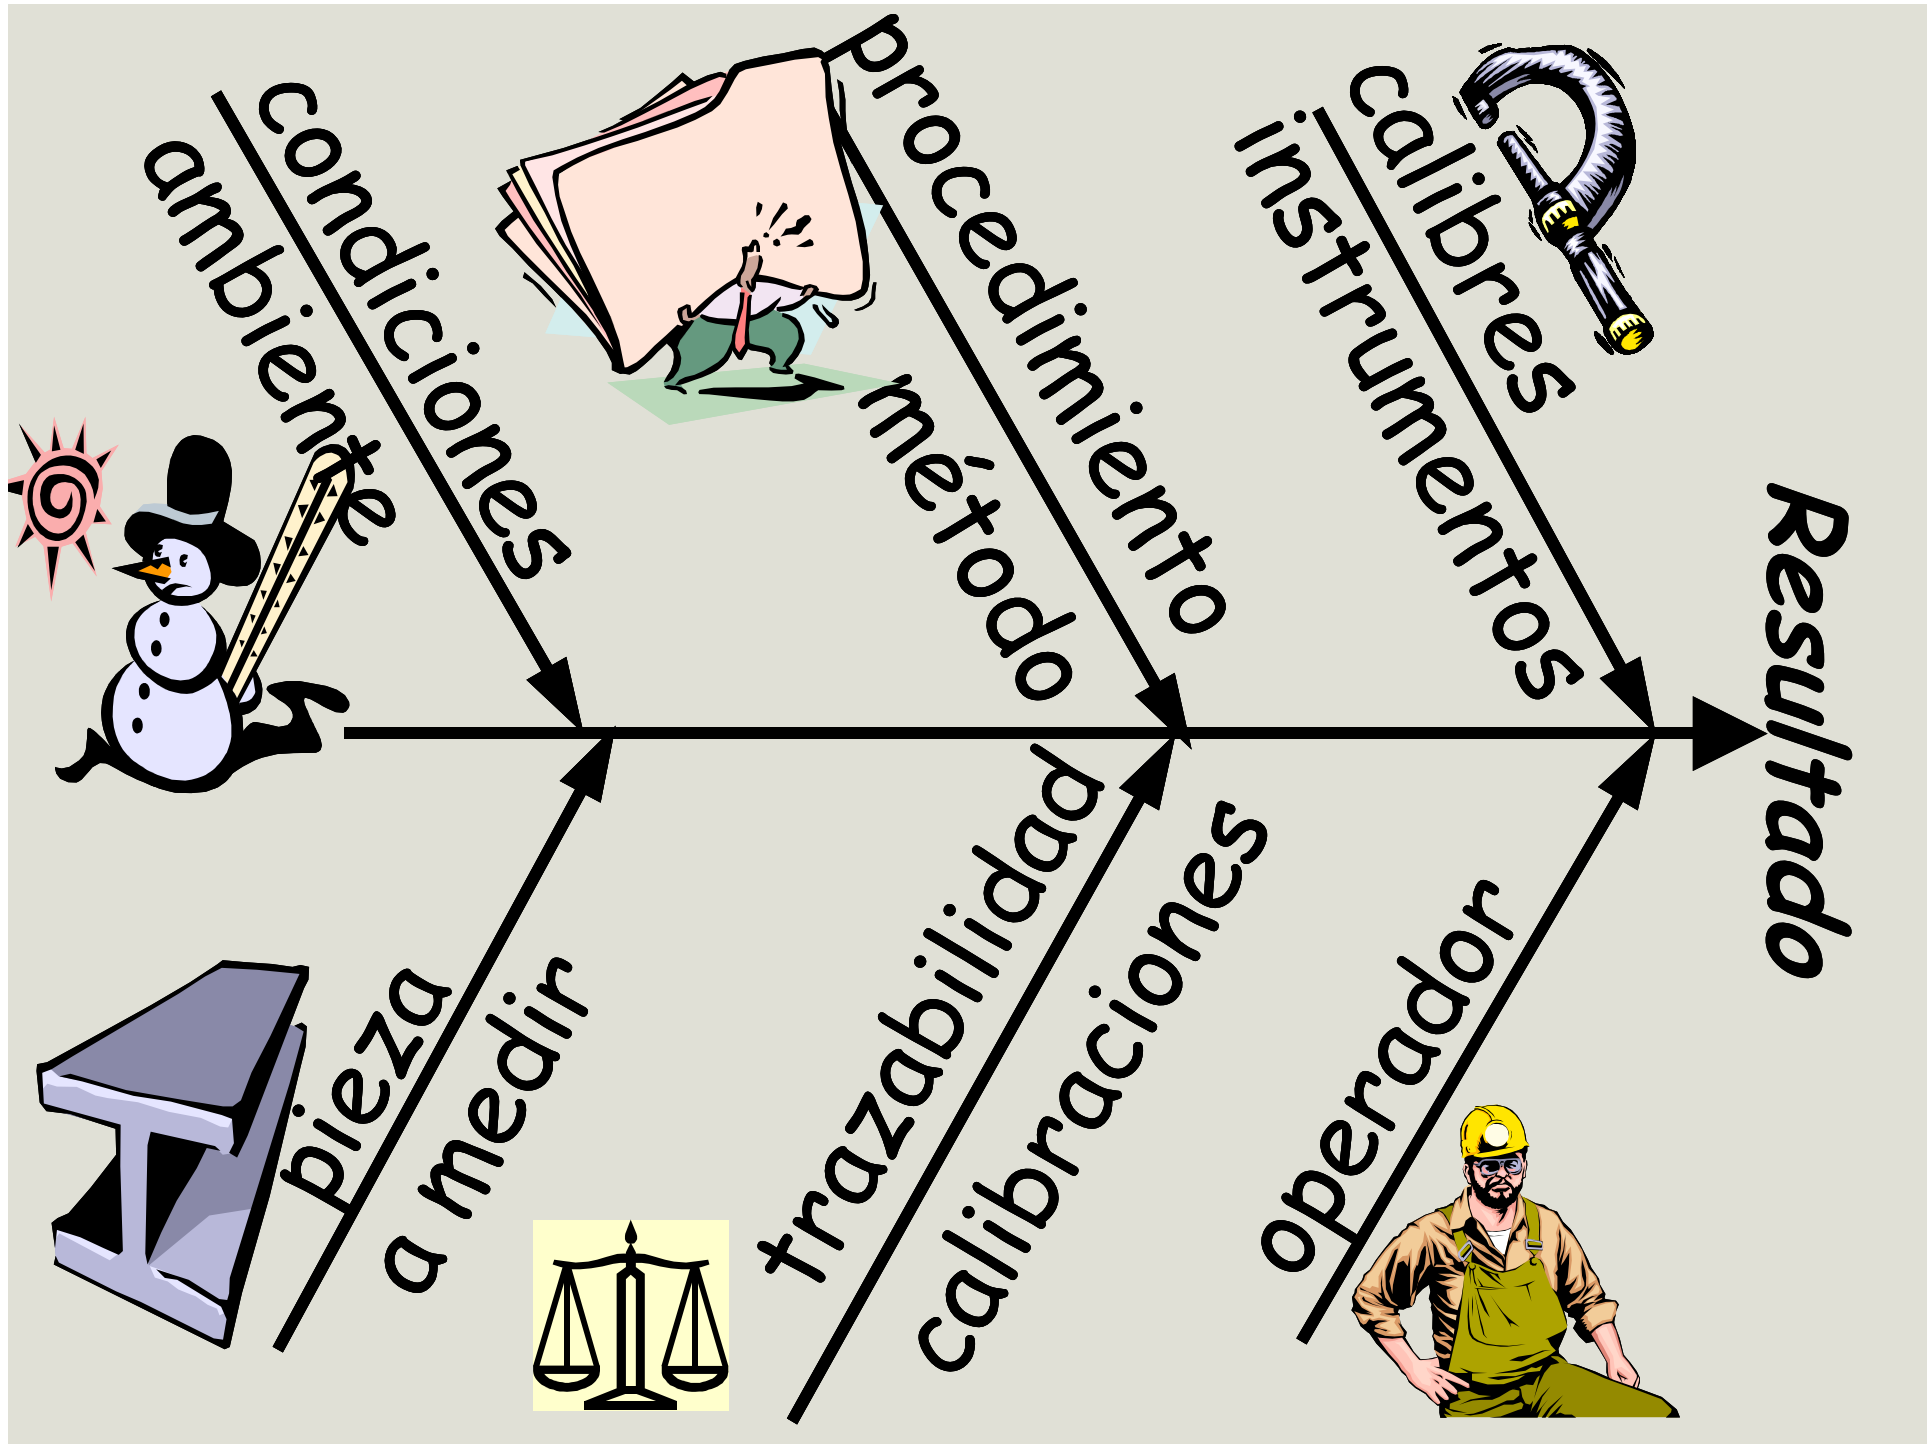 condiciones
ambiente
procedimiento
método
calibres
instrumentos
Resultado
pieza
a medir
trazabilidad
calibraciones
operador